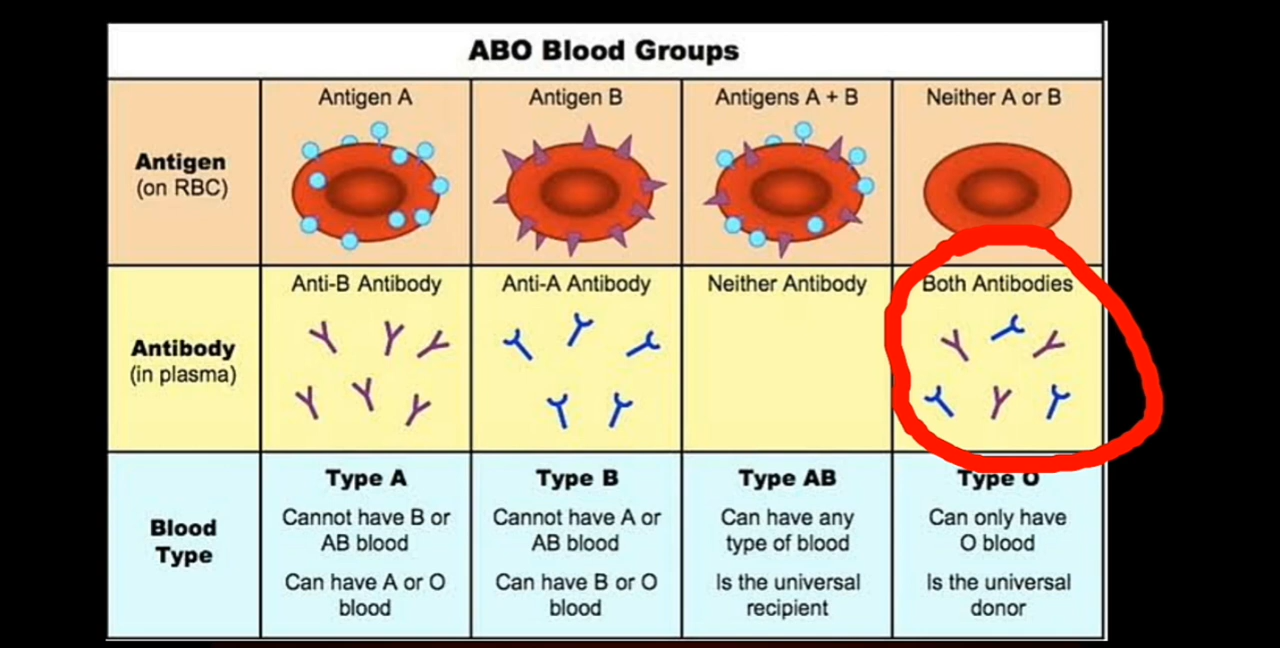 ABO Blood Groups
Antigen A
Antigen B
Antigens A + B
Neither A or B
Antigen
(on RBC)
Anti-B Antibody
Anti-A Antibody
Neither Antibody
Both Antibodies
Antibody
(in plasma)
Type A
Type B
Type AB
Type O
Blood
Type
Cannot have B or
AB blood
Can have A or O
blood
Cannot have A or
AB blood
Can have B or O
blood
Can have any
type of blood
Is the universal
recipient
Can only have
O blood
Is the universal
donor